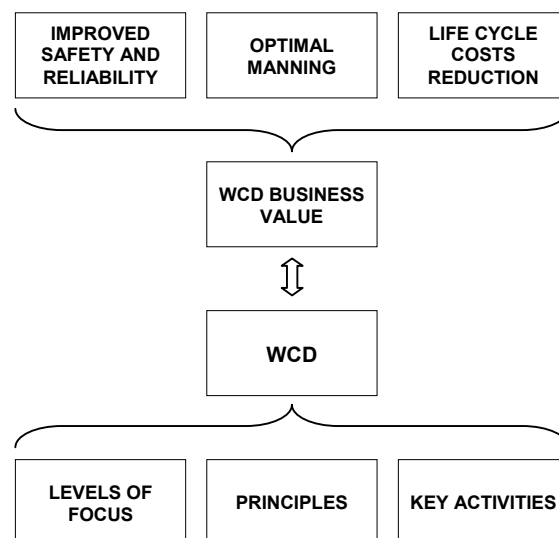 IMPROVED
SAFETY AND
RELIABILITY
OPTIMAL
MANNING
LIFE CYCLE
COSTS
REDUCTION
WCD BUSINESS
VALUE
WCD
LEVELS OF
FOCUS
PRINCIPLES
KEY ACTIVITIES